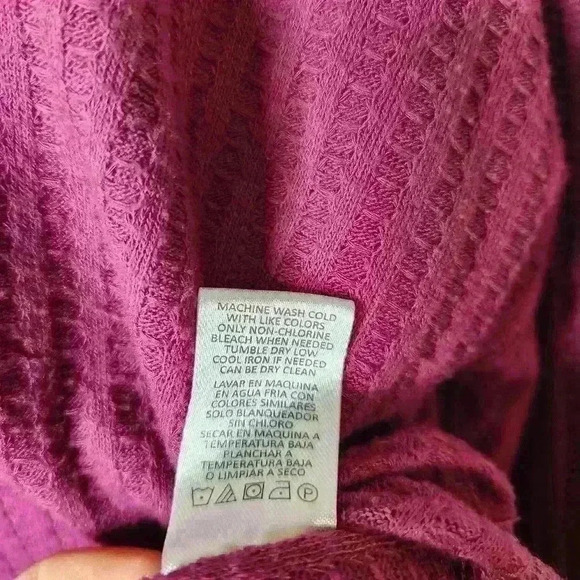 MACHINE WASH COLD
WITH LIKE COLORS
ONLY NON-CHLORINE
BLEACH WHEN NEEDED
TUMBLE DRY LOW
COOL IRON IF NEEDED
CAN BE DRY CLEAN
LAVAR EN MAQUINA
EN AGUA FRIA CON
COLORES SIMILARES
SOLO BLANQUEADOR
SIN CHLORO
SECAR EN MAQUINA A
TEMPERATURA BAJA
PLANCHAR A
TEMPERATURA BAJA
O LIMPIAR A SECO
P